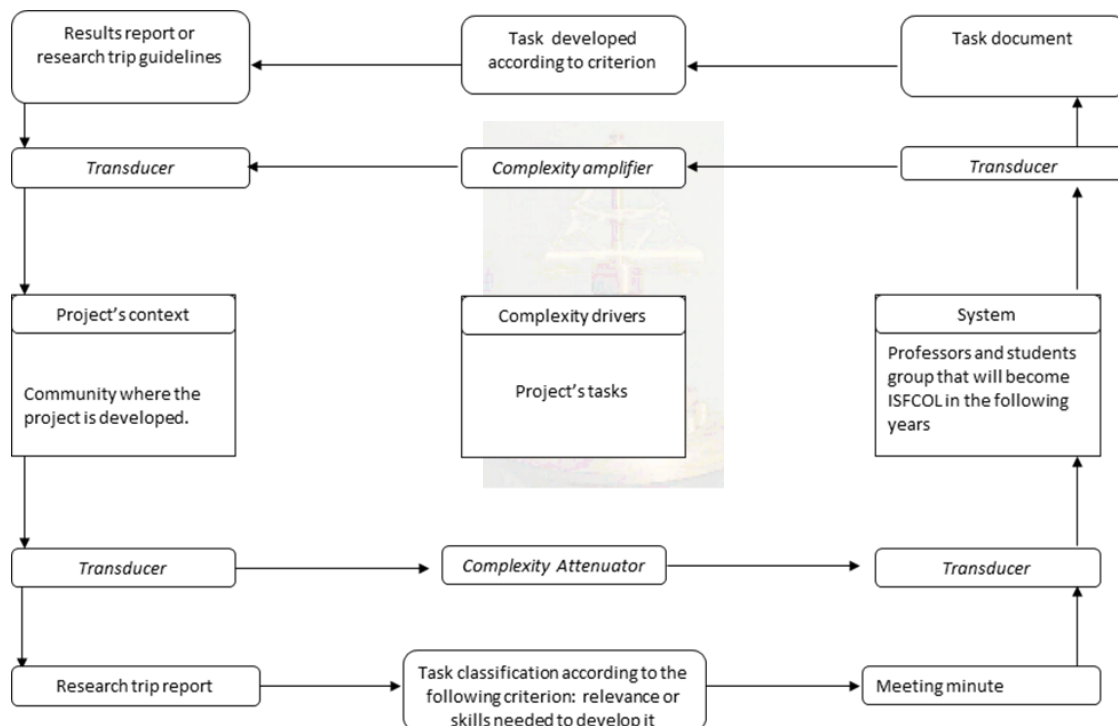 Results report or
research trip guidelines
Task developed
according to criterion
Task document
Transducer
Complexity amplifier
Transducer
Project's context
Community where the
project is developed.
Complexity drivers
Project's tasks
System
Professors and students
group that will become
ISFCOL in the following
years
Transducer
Complexity Attenuator
Transducer
Research trip report
Task classification according to the
following criterion: relevance or
skills needed to develop it
Meeting minute